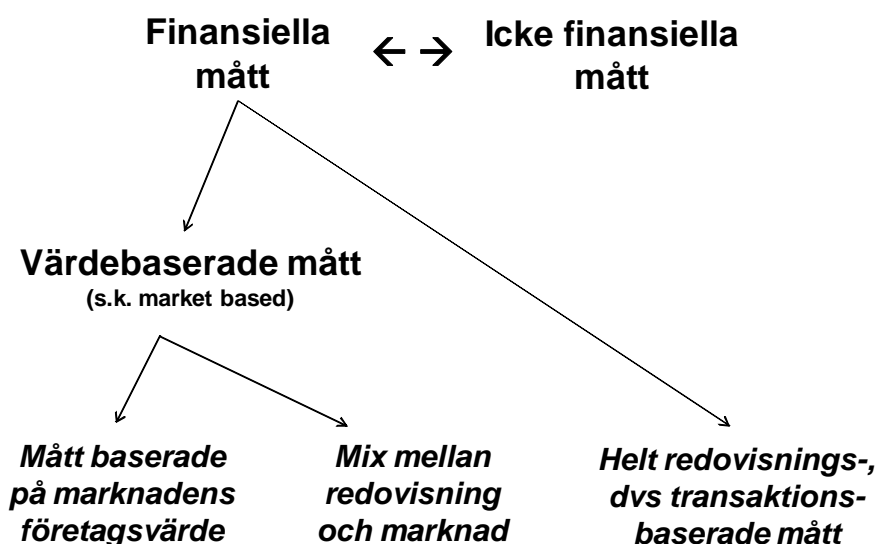 Finansiella
mått
← →
Icke finansiella
mått
Värdebaserade mått
(s.k. market based)
Mått baserade
på marknadens
företagsvärde
Mix mellan
redovisning
och marknad
Helt redovisnings-,
dvs transaktions-
baserade mått